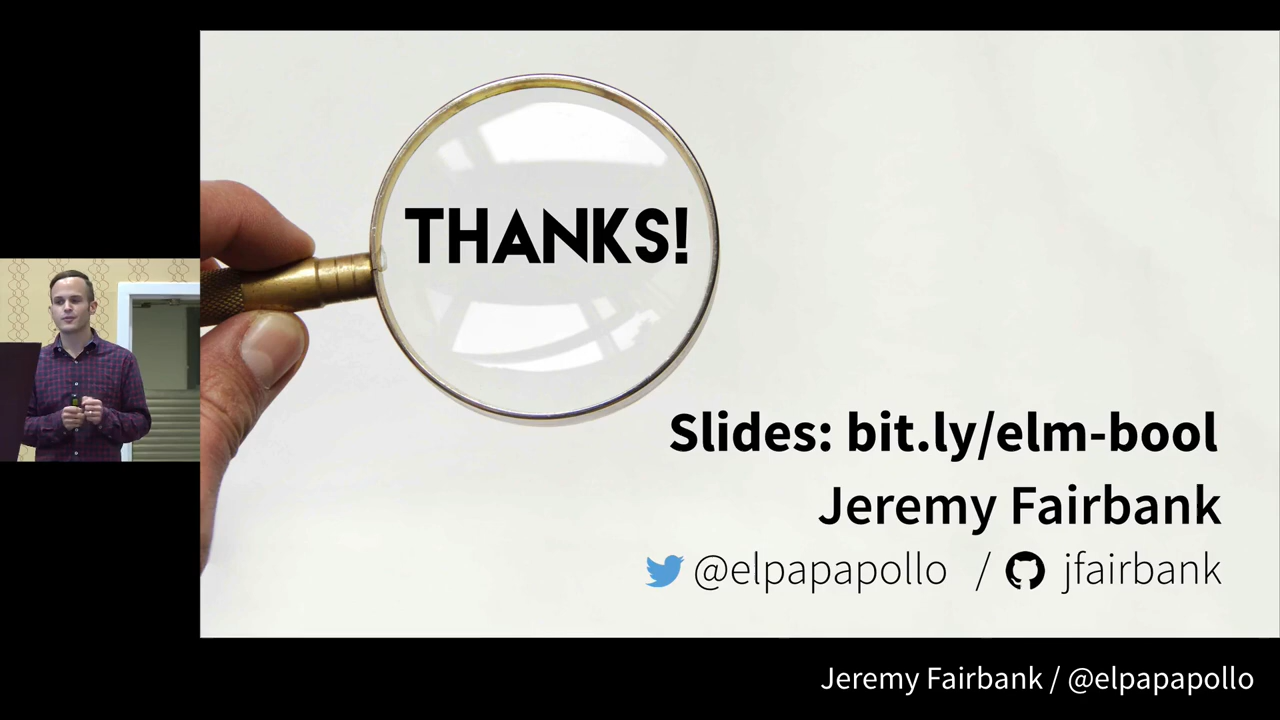 THANKS!
Slides: bit.ly/elm-bool
Jeremy Fairbank
@elpapapollo / jfairbank
Jeremy Fairbank / @elpapapollo